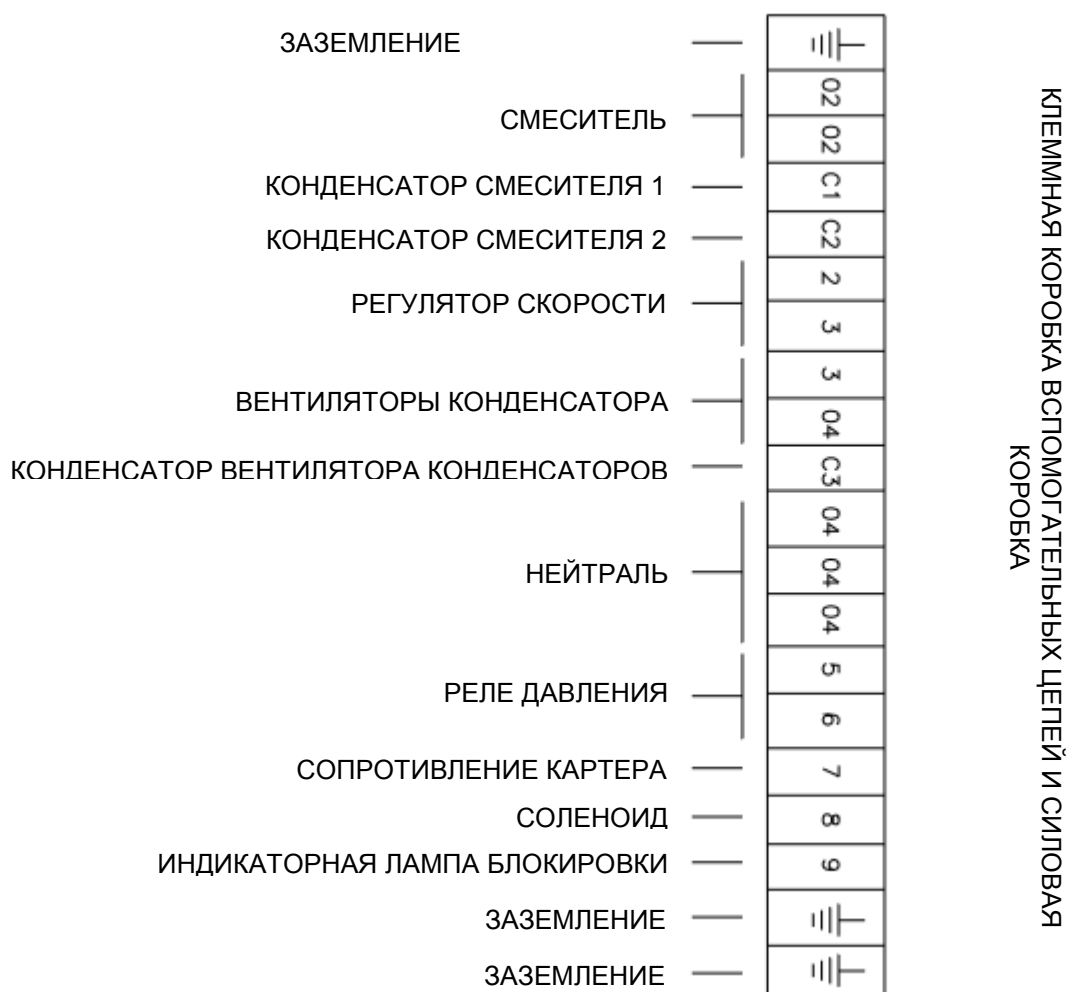 ЗАЗЕМЛЕНИЕ
02
СМЕСИТЕЛЬ
02
КОНДЕНСАТОР СМЕСИТЕЛЯ 1
C1
КОНДЕНСАТОР СМЕСИТЕЛЯ 2
C2
2
РЕГУЛЯТОР СКОРОСТИ
3
3
ВЕНТИЛЯТОРЫ КОНДЕНСАТОРА
04
КОНДЕНСАТОР ВЕНТИЛЯТОРА КОНДЕНСАТОРОВ
C3
04
НЕЙТРАЛЬ
04
04
5
РЕЛЕ ДАВЛЕНИЯ
6
СОПРОТИВЛЕНИЕ КАРТЕРА
7
СОЛЕНОИД
8
ИНДИКАТОРНАЯ ЛАМПА БЛОКИРОВКИ
9
ЗАЗЕМЛЕНИЕ
ЗАЗЕМЛЕНИЕ
КЛЕММНАЯ КОРОБКА ВСПОМОГАТЕЛЬНЫХ ЦЕПЕЙ И СИЛОВАЯ
КОРОБКА